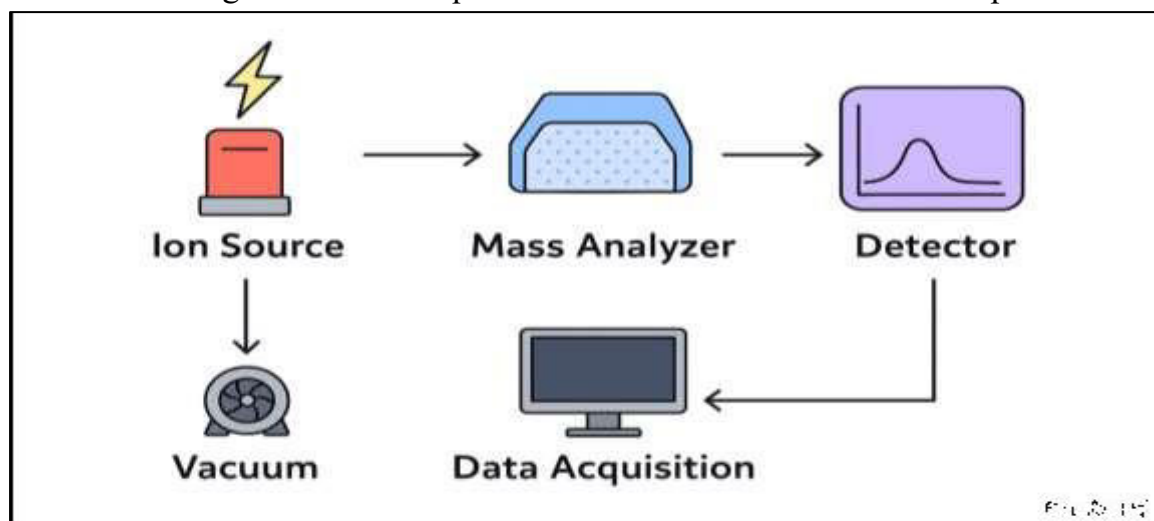 Ion Source
Mass Analyzer
Detector
Vacuum
Data Acquisition